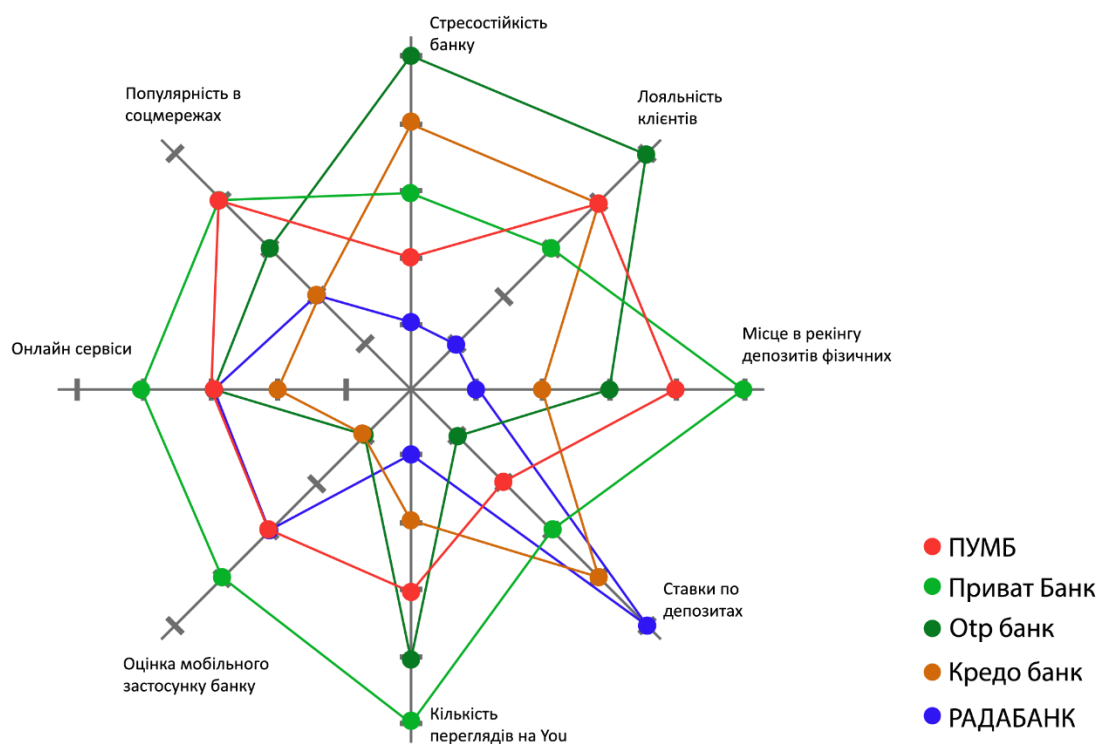 Стресостійкість
банку
Популярність в
соцмережах
Лояльність
клієнтів
Онлайн сервіси
Місце в рекінгу
депозитів фізичних
Ставки по
депозитах
Оцінка мобільного
застосунку банку
Кількість
переглядів на You
ПУМБ
Приват Банк
Otp банк
Кредо банк
РАДАБАНК